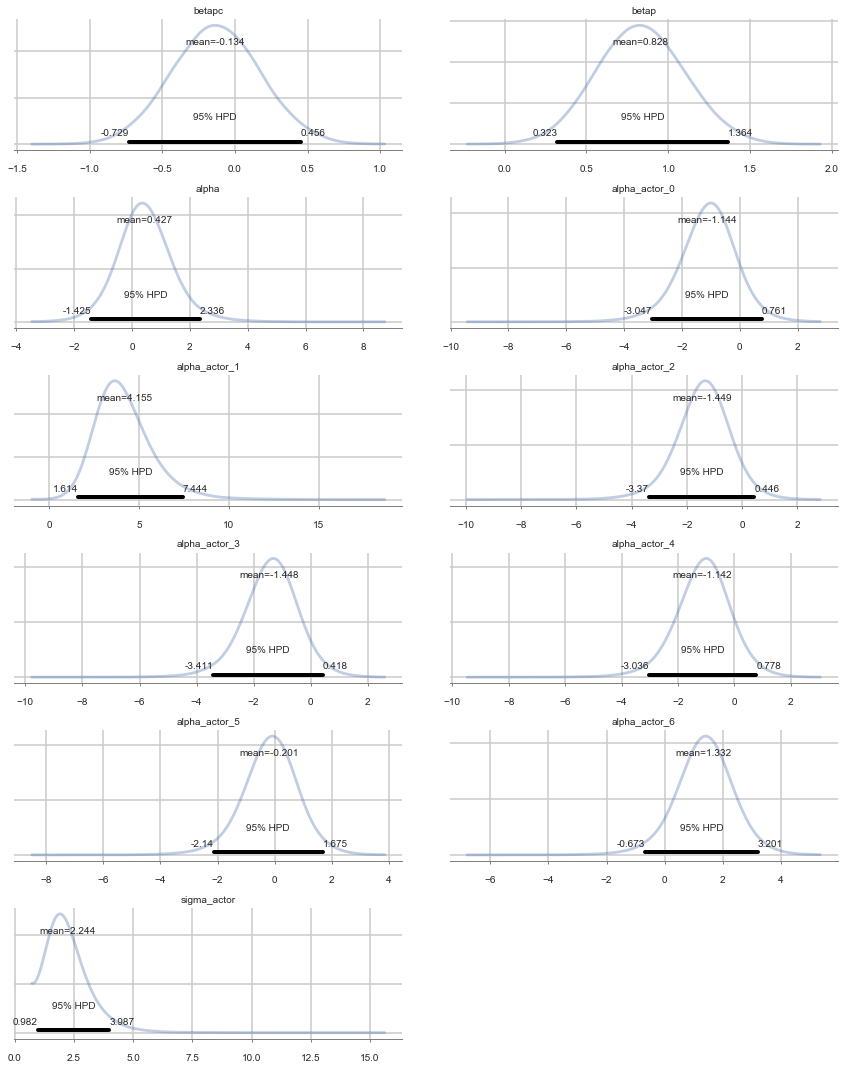 betapc
mean=-0.134
95% HPD
-0.729 0.456
−1.5 −1.0 −0.5 0.0 0.5 1.0
betap
mean=0.828
95% HPD
0.323 1.364
0.0 0.5 1.0 1.5 2.0
alpha
mean=0.427
95% HPD
-1.425 2.336
−4 −2 0 2 4 6 8
alpha_actor_0
mean=-1.144
95% HPD
-3.047 0.761
−10 −8 −6 −4 −2 0 2
alpha_actor_1
mean=4.155
95% HPD
1.614 7.444
0 5 10 15
alpha_actor_2
mean=-1.449
95% HPD
-3.37 0.446
−10 −8 −6 −4 −2 0 2
alpha_actor_3
mean=-1.448
95% HPD
-3.411 0.418
−10 −8 −6 −4 −2 0 2
alpha_actor_4
mean=-1.142
95% HPD
-3.036 0.778
−10 −8 −6 −4 −2 0 2
alpha_actor_5
mean=-0.201
95% HPD
-2.14 1.675
−8 −6 −4 −2 0 2 4
alpha_actor_6
mean=1.332
95% HPD
-0.673 3.201
−6 −4 −2 0 2 4
sigma_actor
mean=2.244
95% HPD
0.982 3.987
0.0 2.5 5.0 7.5 10.0 12.5 15.0